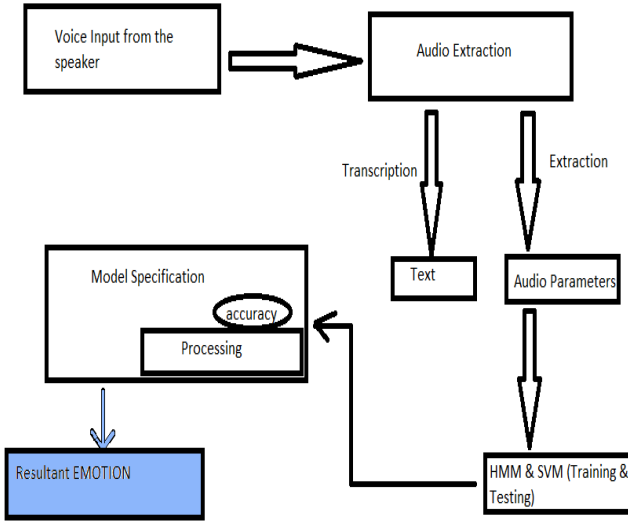 Voice Input from the
speaker
Audio Extraction
Transcription
Extraction
Text
Audio Parameters
Model Specification
accuracy
Processing
Resultant EMOTION
HMM & SVM (Training &
Testing)